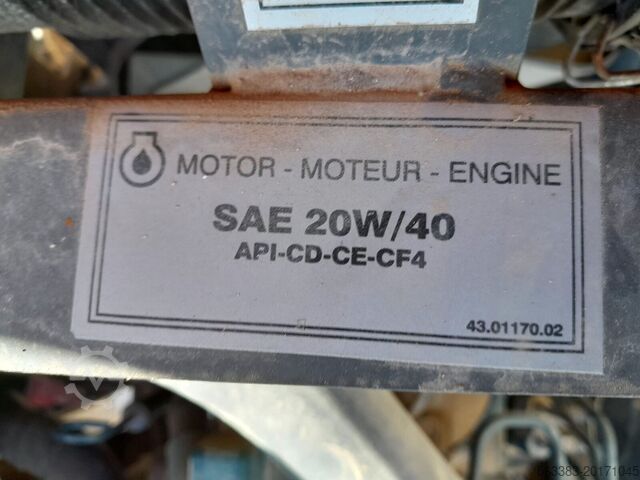 MOTOR - MOTEUR - ENGINE
SAE 20W/40
API-CD-CE-CF4
43.01170.02